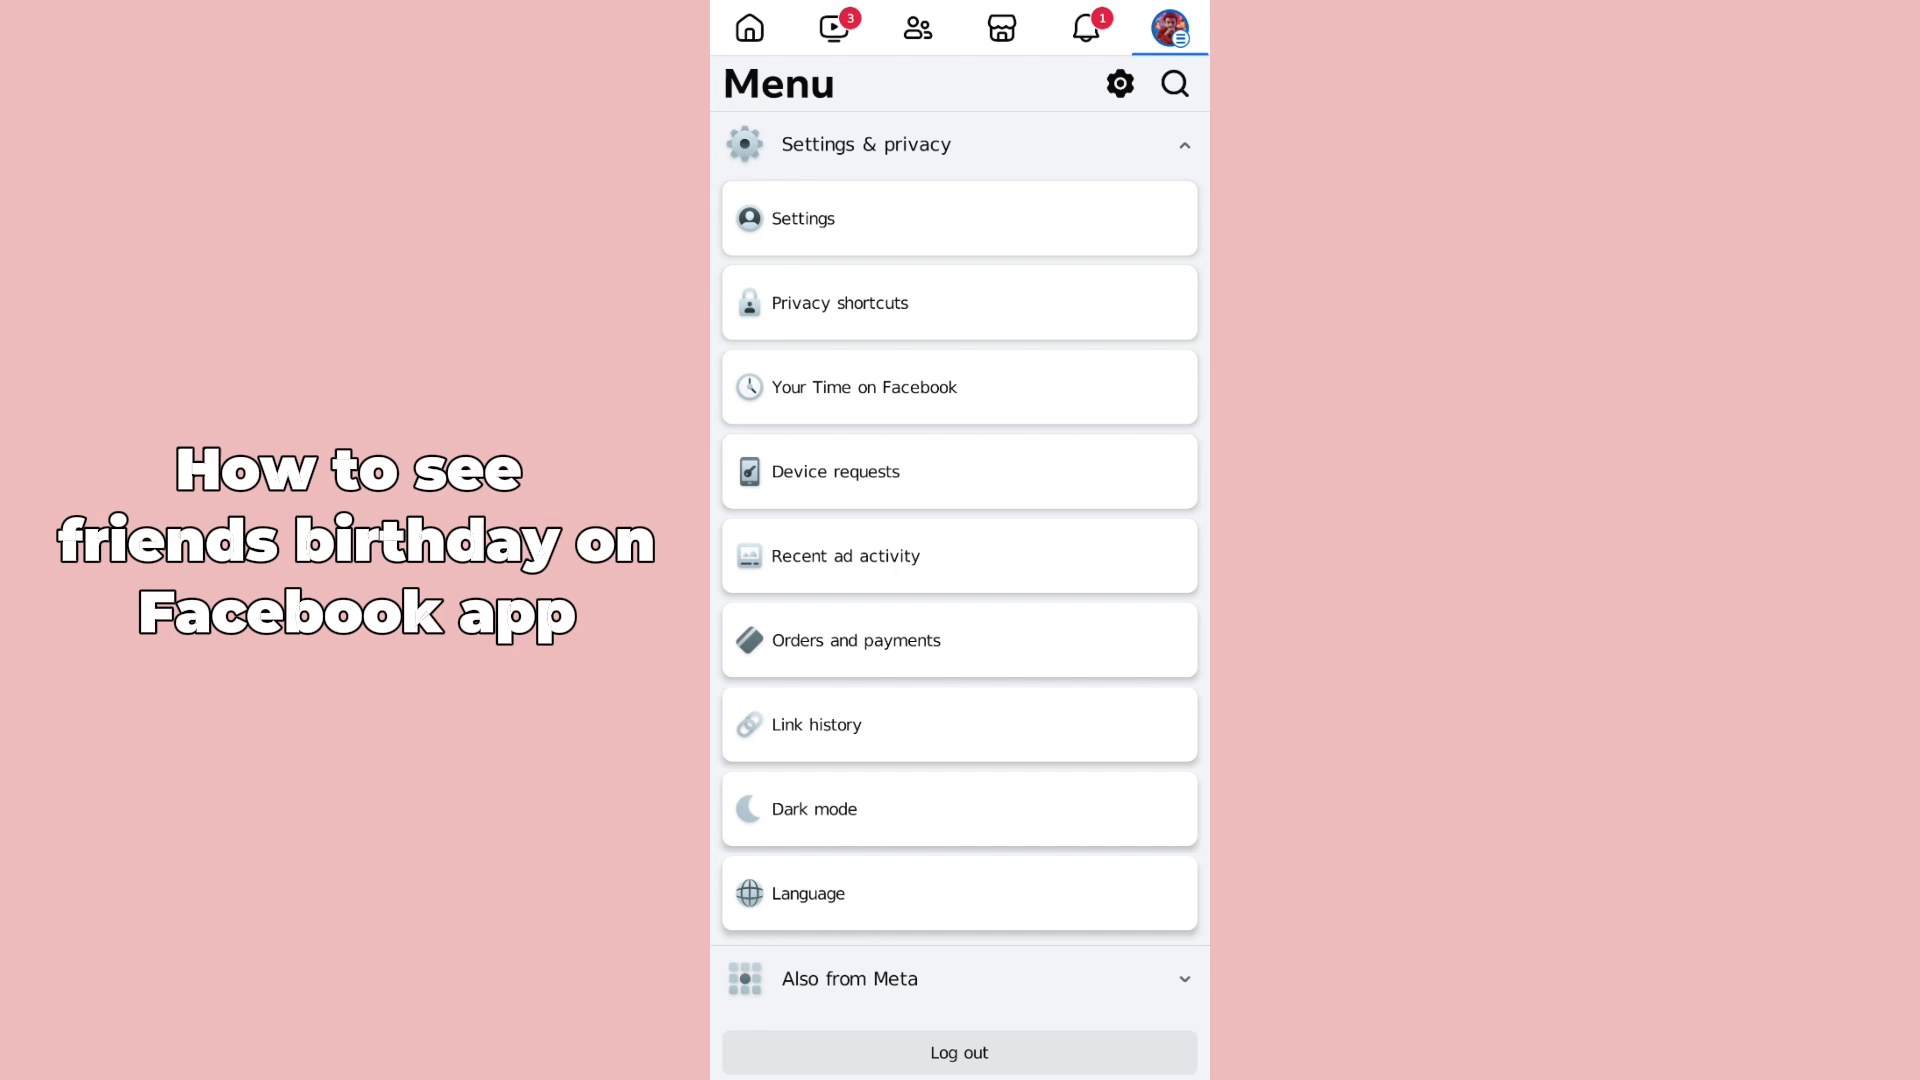 How to see
friends birthday on
Facebook app
3
1
Menu
Settings & privacy
Settings
Privacy shortcuts
Your Time on Facebook
Device requests
Recent ad activity
Orders and payments
Link history
Dark mode
Language
Also from Meta
Log out